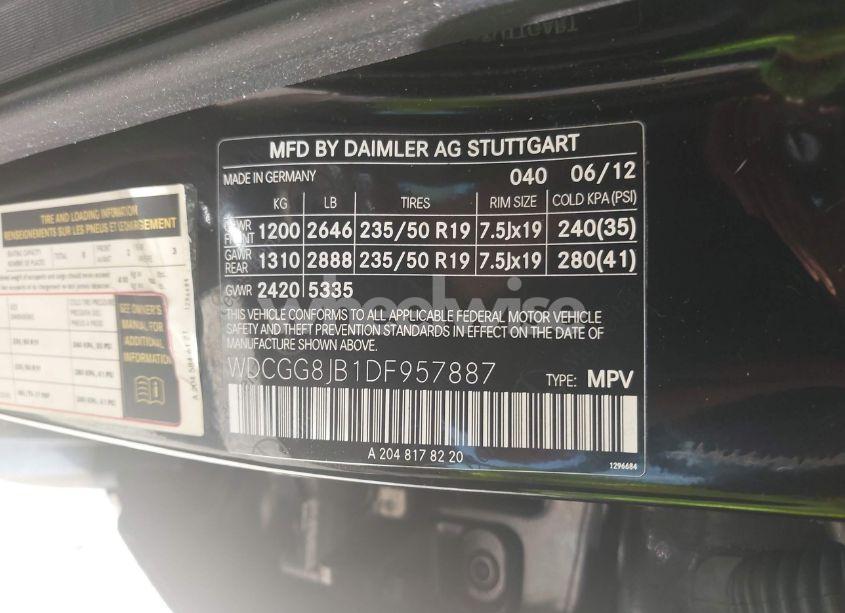 MFD BY DAIMLER AG STUTTGART
MADE IN GERMANY 040 06/12
KG LB TIRES RIM SIZE COLD KPA(PSI)
GAWR FRONT 1200 2646 235/50 R19 7.5Jx19 240(35)
GAWR REAR 1310 2888 235/50 R19 7.5Jx19 280(41)
GVWR 2420 5335
THIS VEHICLE CONFORMS TO ALL APPLICABLE FEDERAL MOTOR VEHICLE
SAFETY AND THEFT PREVENTION STANDARDS IN EFFECT ON THE DATE OF
MANUFACTURE.
WDCGG8JB1DF957887 TYPE: MPV
A 204 817 82 20
1296684
TIRE AND LOADING INFORMATION
RENSEIGNEMENTS SUR LES PNEUS ET LE CHARGEMENT
SEE OWNER'S
MANUAL FOR
ADDITIONAL
INFORMATION
wheelwise